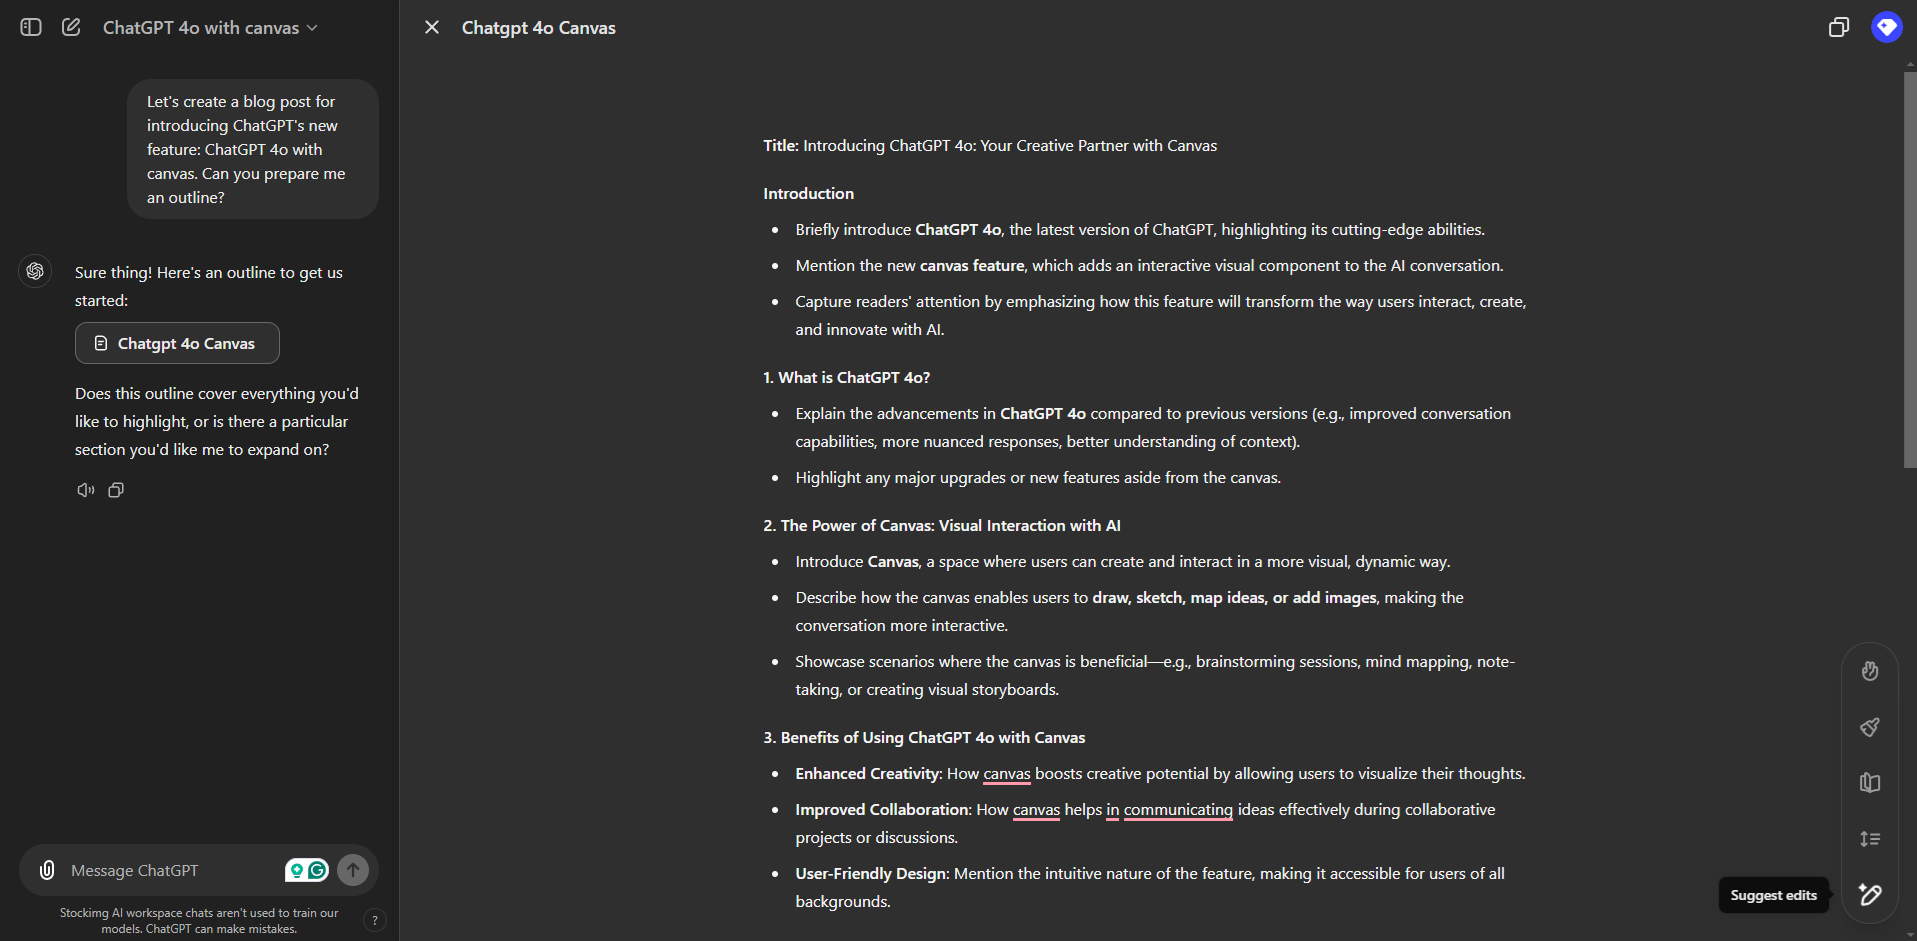 ChatGPT 4o with canvas
Let's create a blog post for
introducing ChatGPT's new
feature: ChatGPT 4o with
canvas. Can you prepare me
an outline?
Sure thing! Here's an outline to get us
started:
Chatgpt 4o Canvas
Does this outline cover everything you'd
like to highlight, or is there a particular
section you'd like me to expand on?
Message ChatGPT
Stockimg AI workspace chats aren't used to train our
models. ChatGPT can make mistakes.
?
Chatgpt 4o Canvas
Title: Introducing ChatGPT 4o: Your Creative Partner with Canvas
Introduction
• Briefly introduce ChatGPT 4o, the latest version of ChatGPT, highlighting its cutting-edge abilities.
• Mention the new canvas feature, which adds an interactive visual component to the AI conversation.
• Capture readers' attention by emphasizing how this feature will transform the way users interact, create,
and innovate with AI.
1. What is ChatGPT 4o?
• Explain the advancements in ChatGPT 4o compared to previous versions (e.g., improved conversation
capabilities, more nuanced responses, better understanding of context).
• Highlight any major upgrades or new features aside from the canvas.
2. The Power of Canvas: Visual Interaction with AI
• Introduce Canvas, a space where users can create and interact in a more visual, dynamic way.
• Describe how the canvas enables users to draw, sketch, map ideas, or add images, making the
conversation more interactive.
• Showcase scenarios where the canvas is beneficial—e.g., brainstorming sessions, mind mapping, note-
taking, or creating visual storyboards.
3. Benefits of Using ChatGPT 4o with Canvas
• Enhanced Creativity: How canvas boosts creative potential by allowing users to visualize their thoughts.
• Improved Collaboration: How canvas helps in communicating ideas effectively during collaborative
projects or discussions.
• User-Friendly Design: Mention the intuitive nature of the feature, making it accessible for users of all
backgrounds.
Suggest edits